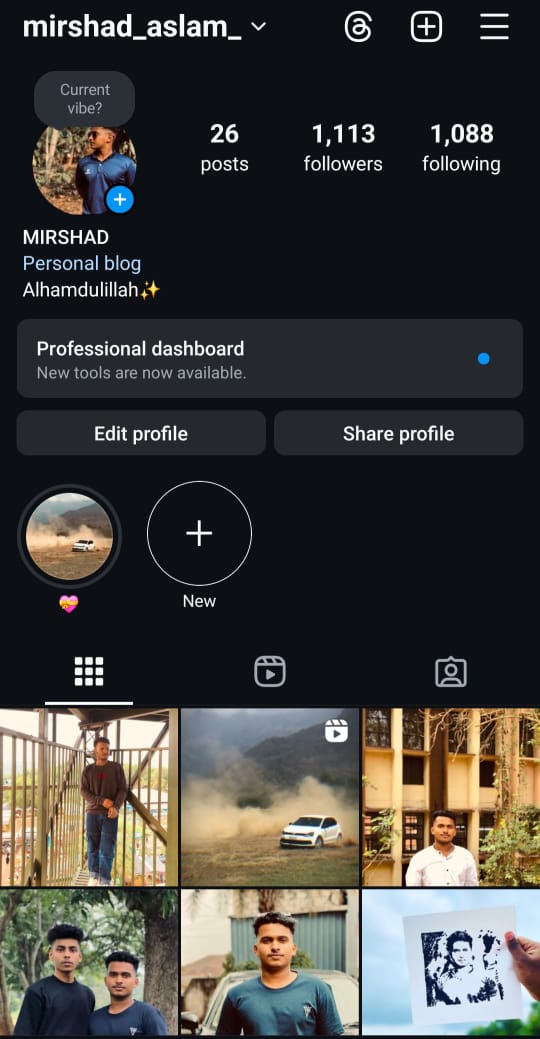 mirshad_aslam_
Current
vibe?
26
posts
1,113
followers
1,088
following
MIRSHAD
Personal blog
Alhamdulillah✨
Professional dashboard
New tools are now available.
Edit profile
Share profile
New